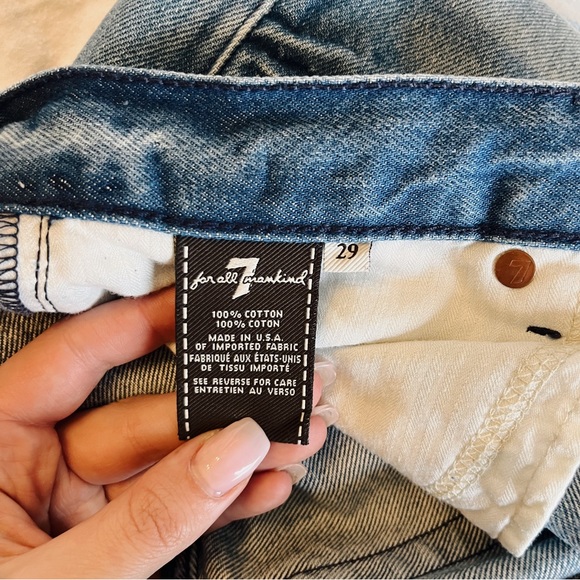 for all 7 mankind
29
100% COTTON
100% COTON
MADE IN U.S.A.
OF IMPORTED FABRIC
FABRIQUÉ AUX ÉTATS-UNIS
DE TISSU IMPORTÉ
SEE REVERSE FOR CARE
ENTRETIEN AU VERSO
7